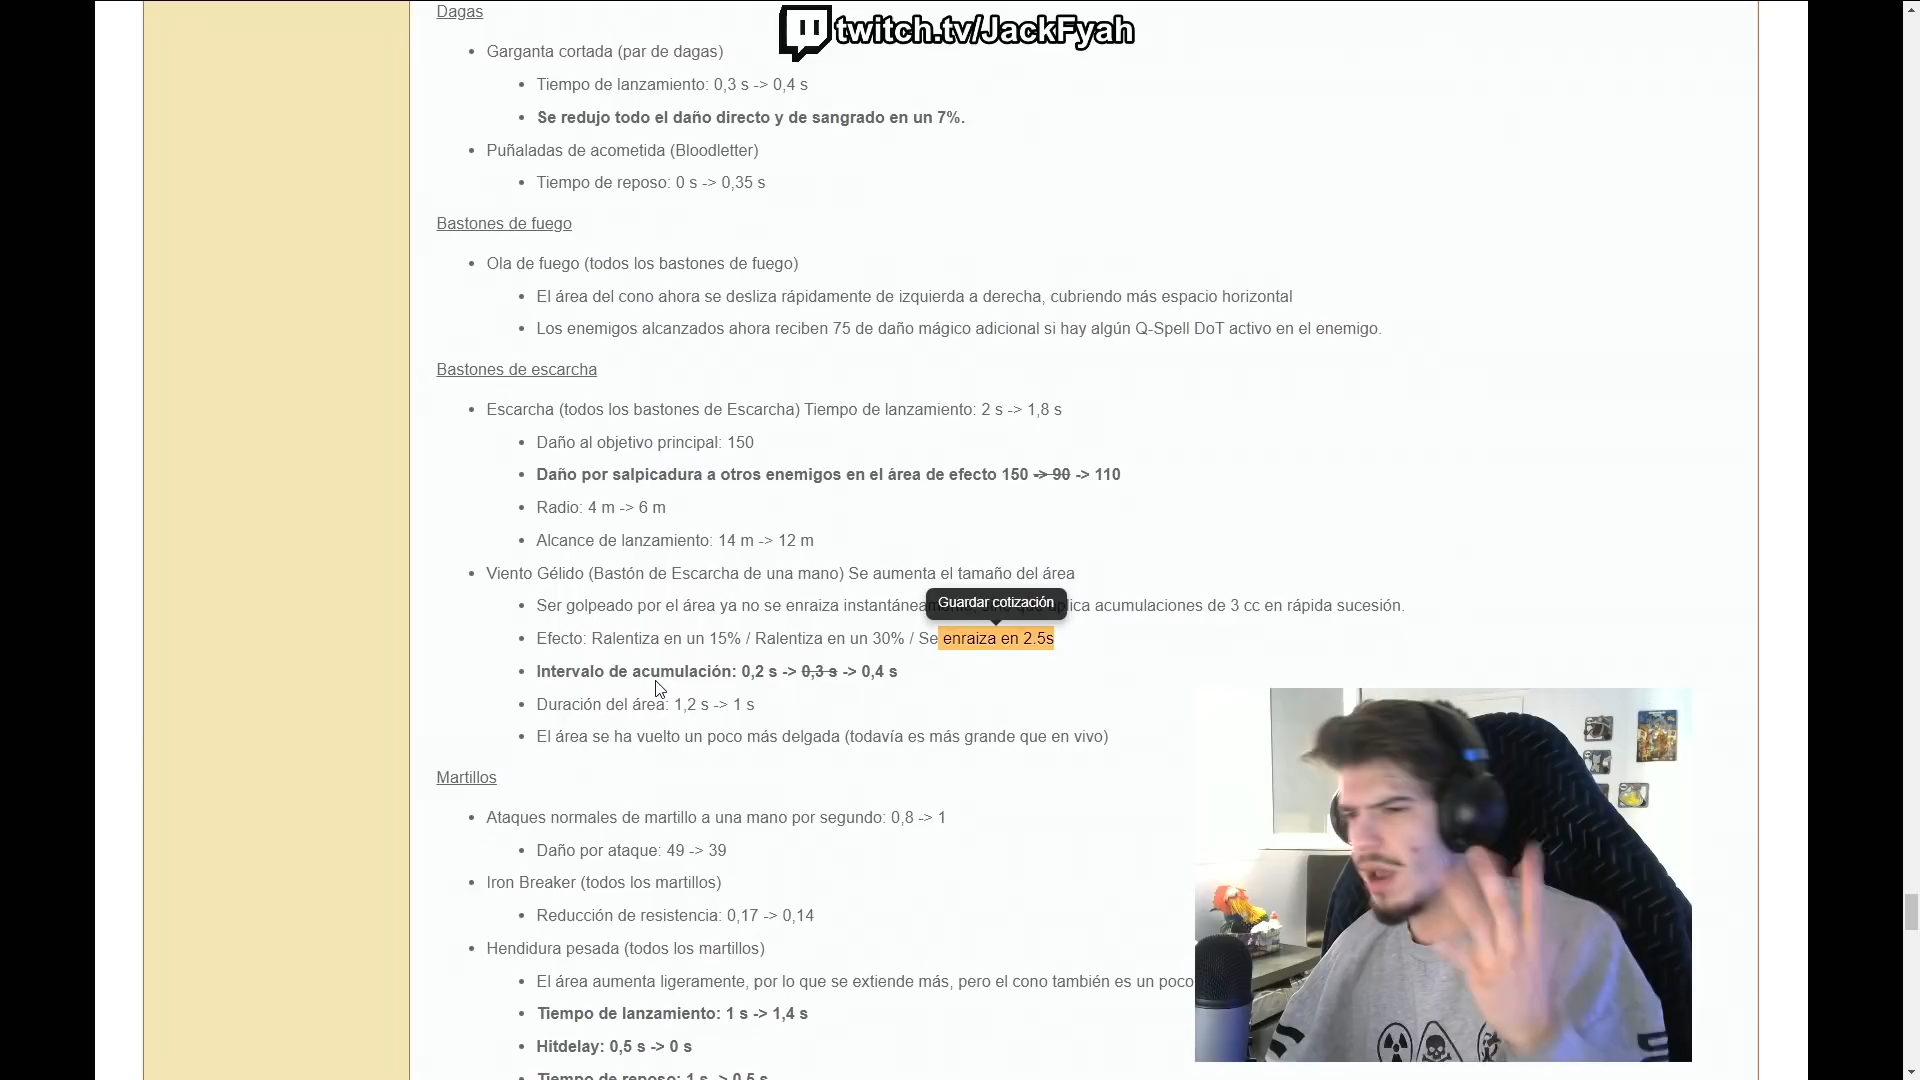 twitch.tv/JackFyah
Dagas
Garganta cortada (par de dagas)
Tiempo de lanzamiento: 0,3 s -> 0,4 s
Se redujo todo el daño directo y de sangrado en un 7%.
Puñaladas de acometida (Bloodletter)
Tiempo de reposo: 0 s -> 0,35 s
Bastones de fuego
Ola de fuego (todos los bastones de fuego)
El área del cono ahora se desliza rápidamente de izquierda a derecha, cubriendo más espacio horizontal
Los enemigos alcanzados ahora reciben 75 de daño mágico adicional si hay algún Q-Spell DoT activo en el enemigo.
Bastones de escarcha
Escarcha (todos los bastones de Escarcha) Tiempo de lanzamiento: 2 s -> 1,8 s
Daño al objetivo principal: 150
Daño por salpicadura a otros enemigos en el área de efecto 150 -> 90 -> 110
Radio: 4 m -> 6 m
Alcance de lanzamiento: 14 m -> 12 m
Viento Gélido (Bastón de Escarcha de una mano) Se aumenta el tamaño del área
Guardar cotización
Ser golpeado por el área ya no se enraiza acumulaciones de 3 cc en rápida sucesión.
Efecto: Ralentiza en un 15% / Ralentiza en un 30% / Se enraiza en 2.5s
Intervalo de acumulación: 0,2 s -> 0,3 s -> 0,4 s
Duración del área: 1,2 s -> 1 s
El área se ha vuelto un poco más delgada (todavía es más grande que en vivo)
Martillos
Ataques normales de martillo a una mano por segundo: 0,8 -> 1
Daño por ataque: 49 -> 39
Iron Breaker (todos los martillos)
Reducción de resistencia: 0,17 -> 0,14
Hendidura pesada (todos los martillos)
El área aumenta ligeramente, por lo que se extiende más, pero el cono también es un poco
Tiempo de lanzamiento: 1 s -> 1,4 s
Hitdelay: 0,5 s -> 0 s
Tiempo de reposo: 1 s -> 0,5 s